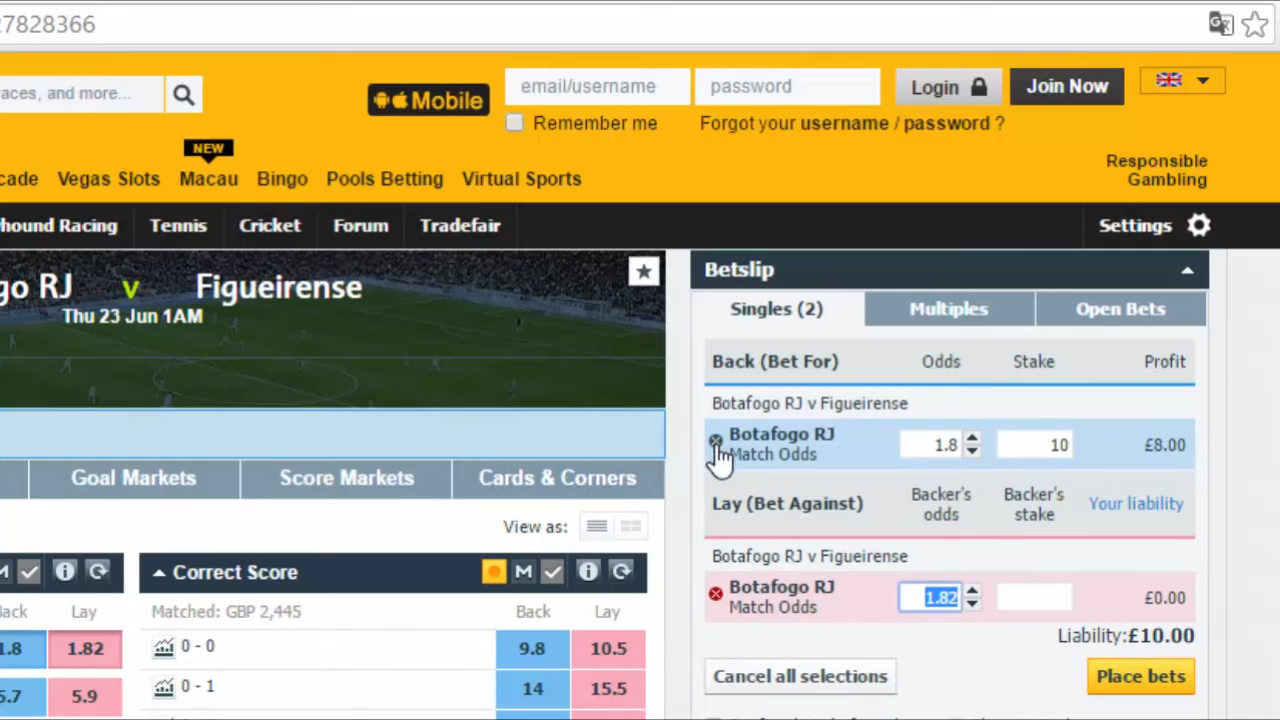 27828366
aces, and more...
Mobile
email/username
password
Login
Join Now
Remember me
Forgot your username / password ?
NEW
cade
Vegas Slots
Macau
Bingo
Pools Betting
Virtual Sports
Responsible
Gambling
hound Racing
Tennis
Cricket
Forum
Tradefair
Settings
go RJ v Figueirense
Thu 23 Jun 1AM
Betslip
Singles (2)
Multiples
Open Bets
Back (Bet For)
Odds
Stake
Profit
Botafogo RJ v Figueirense
Botafogo RJ
Match Odds
1.8
10
£8.00
Lay (Bet Against)
Backer's
odds
Backer's
stake
Your liability
Botafogo RJ v Figueirense
Botafogo RJ
Match Odds
1.82
£0.00
Liability:£10.00
Cancel all selections
Place bets
Goal Markets
Score Markets
Cards & Corners
View as:
M
Correct Score
M
Back
Lay
Matched: GBP 2,445
Back
Lay
1.8
1.82
0 - 0
9.8
10.5
5.7
5.9
0 - 1
14
15.5